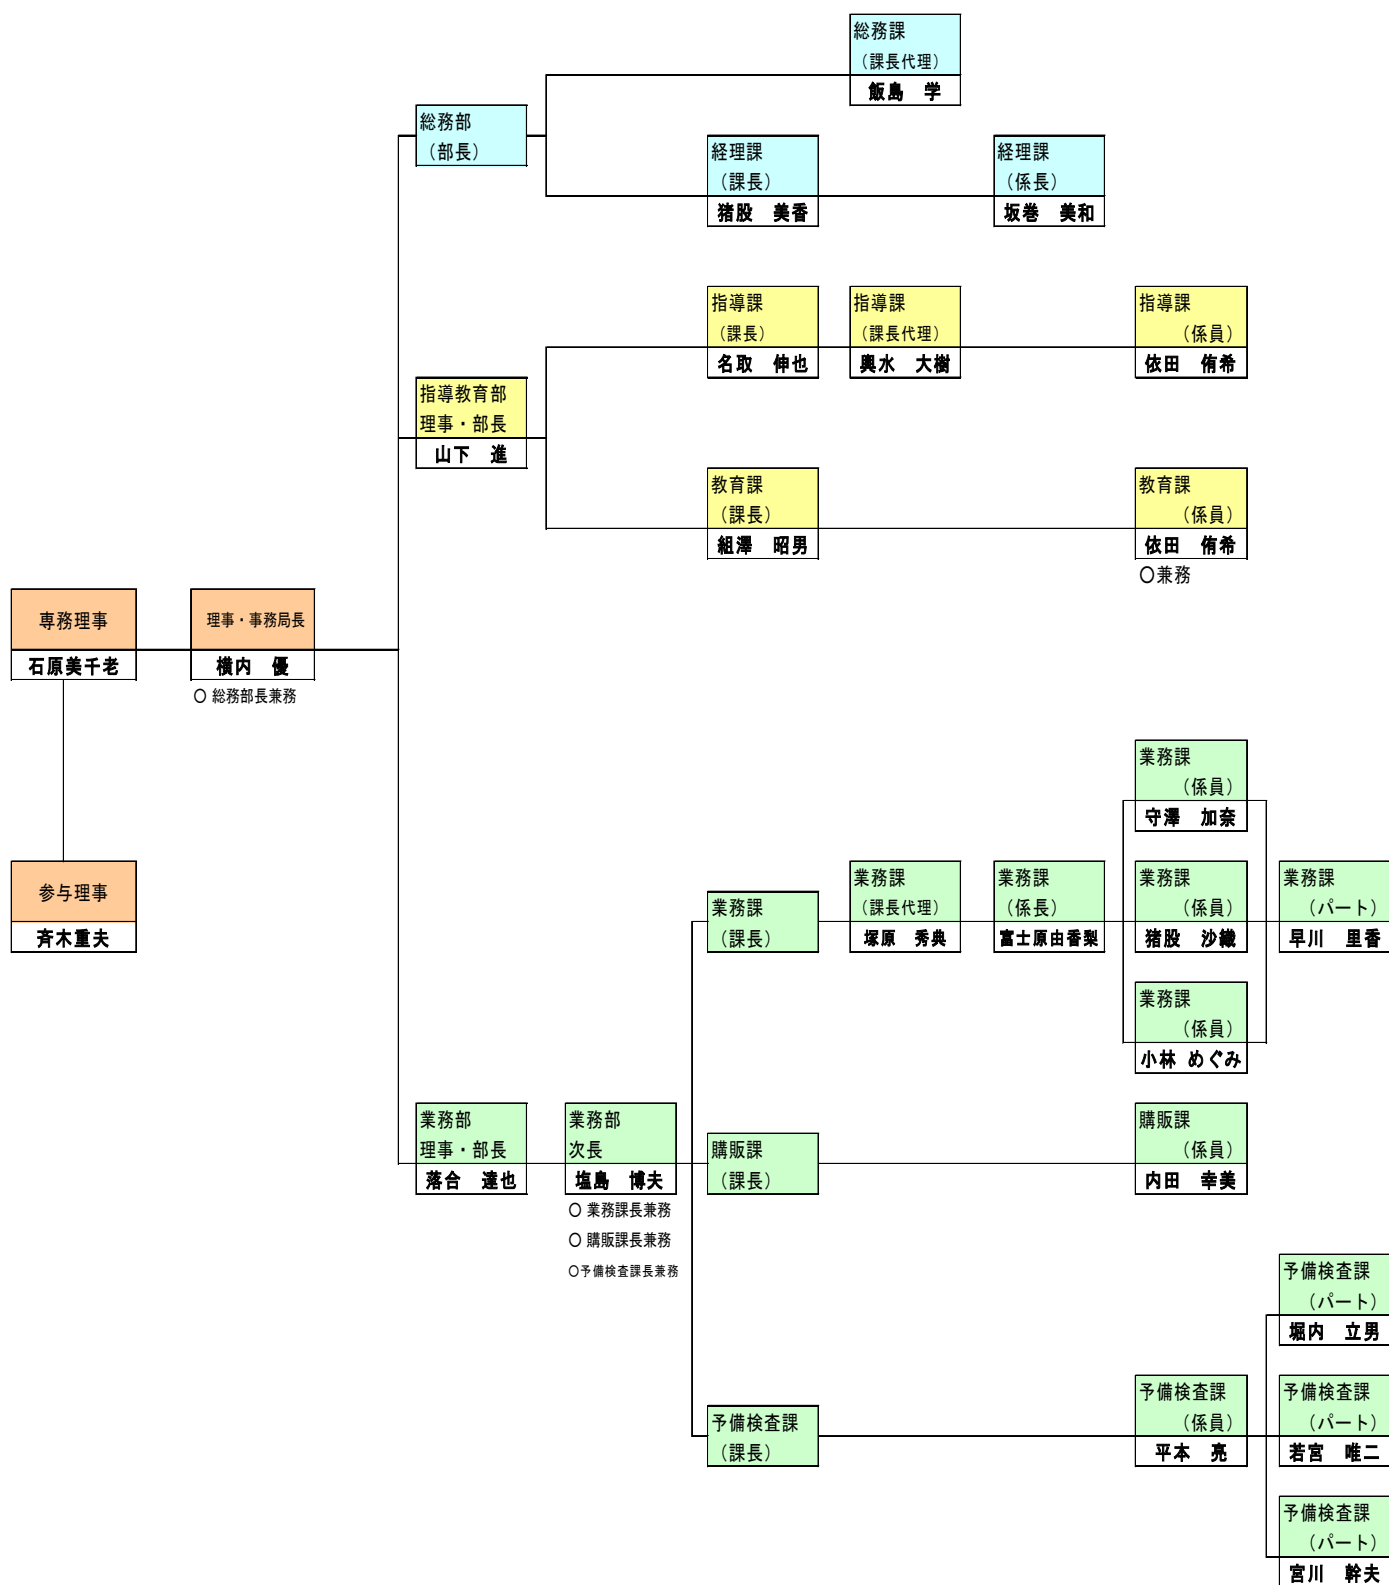 総務課
（課長代理）
飯島　学
総務部
（部長）
経理課
（課長）
猪股　美香
経理課
（係長）
坂巻　美和
指導課
（課長）
名取　伸也
指導課
（課長代理）
輿水　大樹
指導課
（係員）
依田　侑希
指導教育部
理事・部長
山下　進
教育課
（課長）
組澤　昭男
教育課
（係員）
依田　侑希
〇兼務
専務理事
石原美千老
理事・事務局長
横内　優
〇 総務部長兼務
参与理事
斉木重夫
業務課
（係員）
守澤　加奈
業務課
（課長）
業務課
（課長代理）
塚原　秀典
業務課
（係長）
富士原由香梨
業務課
（係員）
猪股　沙織
業務課
（パート）
早川　里香
業務課
（係員）
小林 めぐみ
業務部
理事・部長
落合　達也
業務部
次長
塩島　博夫
〇 業務課長兼務
〇 購販課長兼務
〇予備検査課長兼務
購販課
（課長）
購販課
（係員）
内田　幸美
予備検査課
（パート）
堀内　立男
予備検査課
（課長）
予備検査課
（係員）
平本　亮
予備検査課
（パート）
若宮　唯二
予備検査課
（パート）
宮川　幹夫